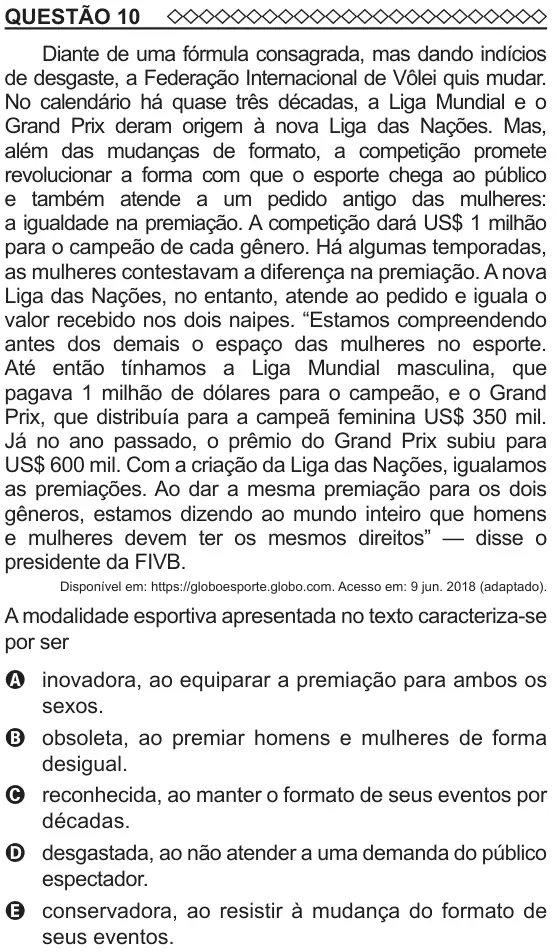 QUESTÃO 10
Diante de uma fórmula consagrada, mas dando indícios
de desgaste, a Federação Internacional de Vôlei quis mudar.
No calendário há quase três décadas, a Liga Mundial e o
Grand Prix deram origem à nova Liga das Nações. Mas,
além das mudanças de formato, a competição promete
revolucionar a forma com que o esporte chega ao público
e também atende a um pedido antigo das mulheres:
a igualdade na premiação. A competição dará US$ 1 milhão
para o campeão de cada gênero. Há algumas temporadas,
as mulheres contestavam a diferença na premiação. A nova
Liga das Nações, no entanto, atende ao pedido e iguala o
valor recebido nos dois naipes. “Estamos compreendendo
antes dos demais o espaço das mulheres no esporte.
Até então tínhamos a Liga Mundial masculina, que
pagava 1 milhão de dólares para o campeão, e o Grand
Prix, que distribuía para a campeã feminina US$ 350 mil.
Já no ano passado, o prêmio do Grand Prix subiu para
US$ 600 mil. Com a criação da Liga das Nações, igualamos
as premiações. Ao dar a mesma premiação para os dois
gêneros, estamos dizendo ao mundo inteiro que homens
e mulheres devem ter os mesmos direitos” — disse o
presidente da FIVB.
Disponível em: https://globoesporte.globo.com. Acesso em: 9 jun. 2018 (adaptado).
A modalidade esportiva apresentada no texto caracteriza-se
por ser
A inovadora, ao equiparar a premiação para ambos os
sexos.
B obsoleta, ao premiar homens e mulheres de forma
desigual.
C reconhecida, ao manter o formato de seus eventos por
décadas.
D desgastada, ao não atender a uma demanda do público
espectador.
E conservadora, ao resistir à mudança do formato de
seus eventos.